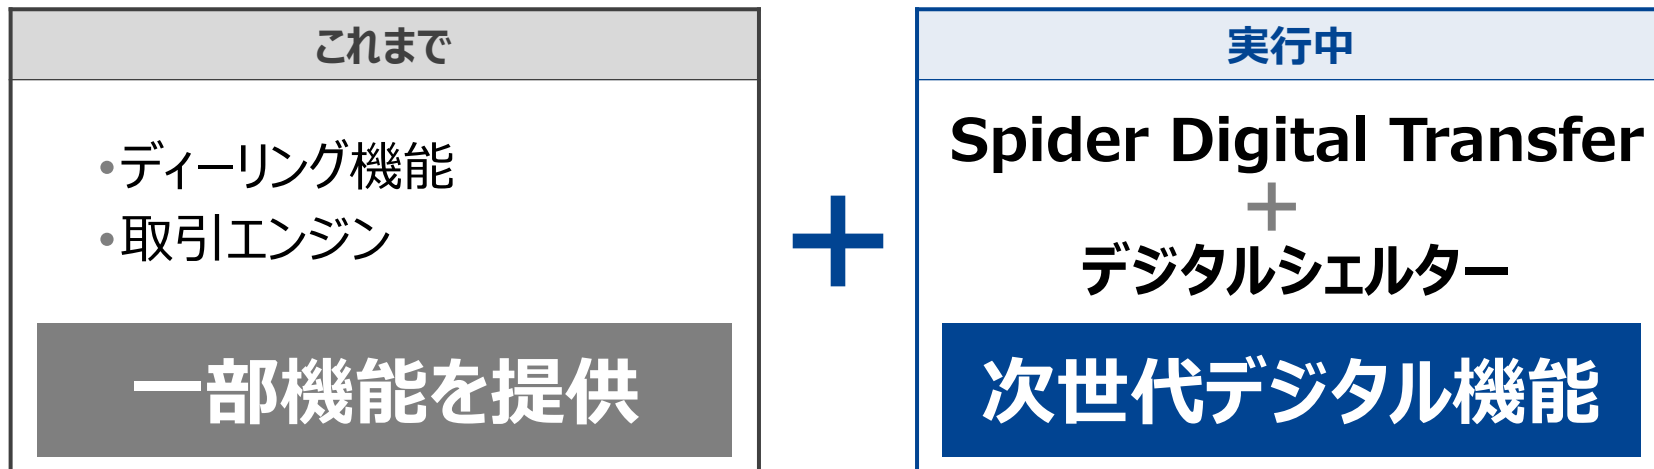 これまで
•ディーリング機能
•取引エンジン
一部機能を提供
+
実行中
Spider Digital Transfer
+
デジタルシェルター
次世代デジタル機能